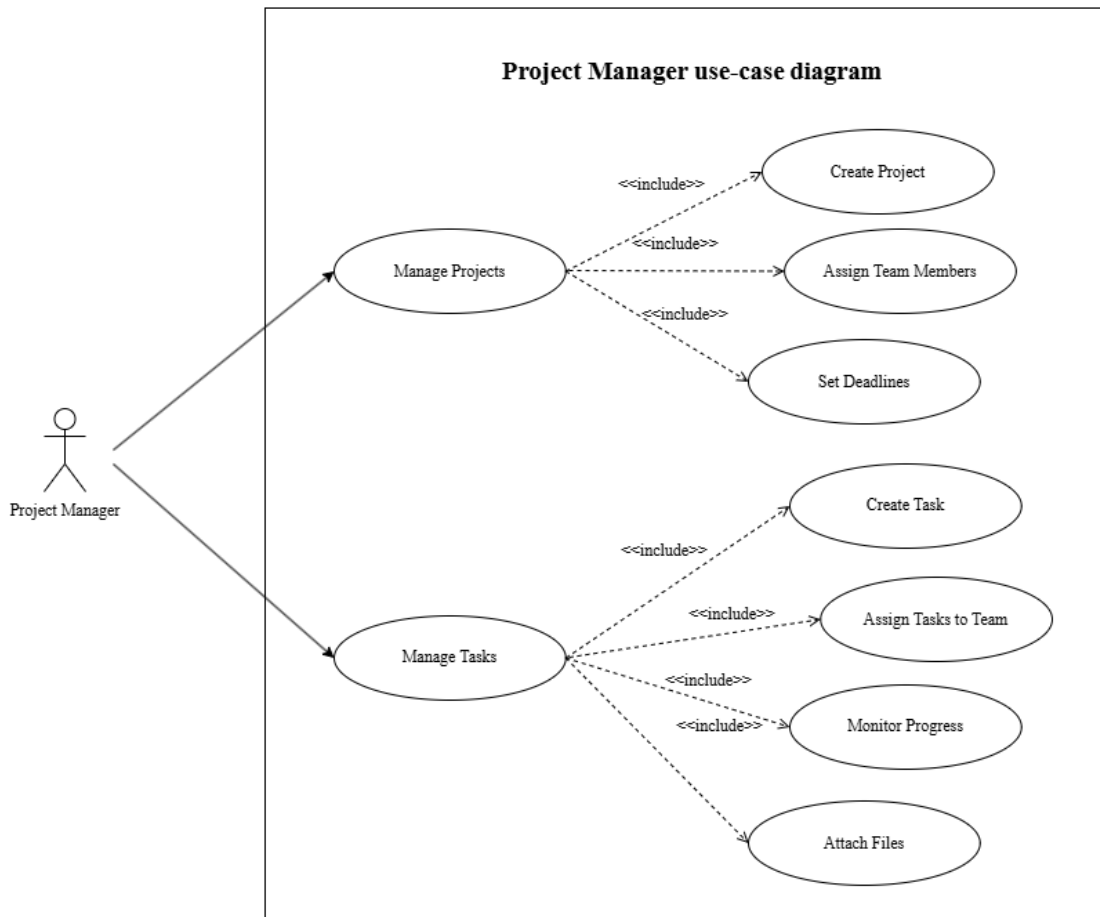 Project Manager use-case diagram
<<include>>
Create Project
<<include>>
Manage Projects
Assign Team Members
<<include>>
Set Deadlines
Project Manager
Create Task
<<include>>
<<include>>
Assign Tasks to Team
Manage Tasks
<<include>>
Monitor Progress
<<include>>
Attach Files